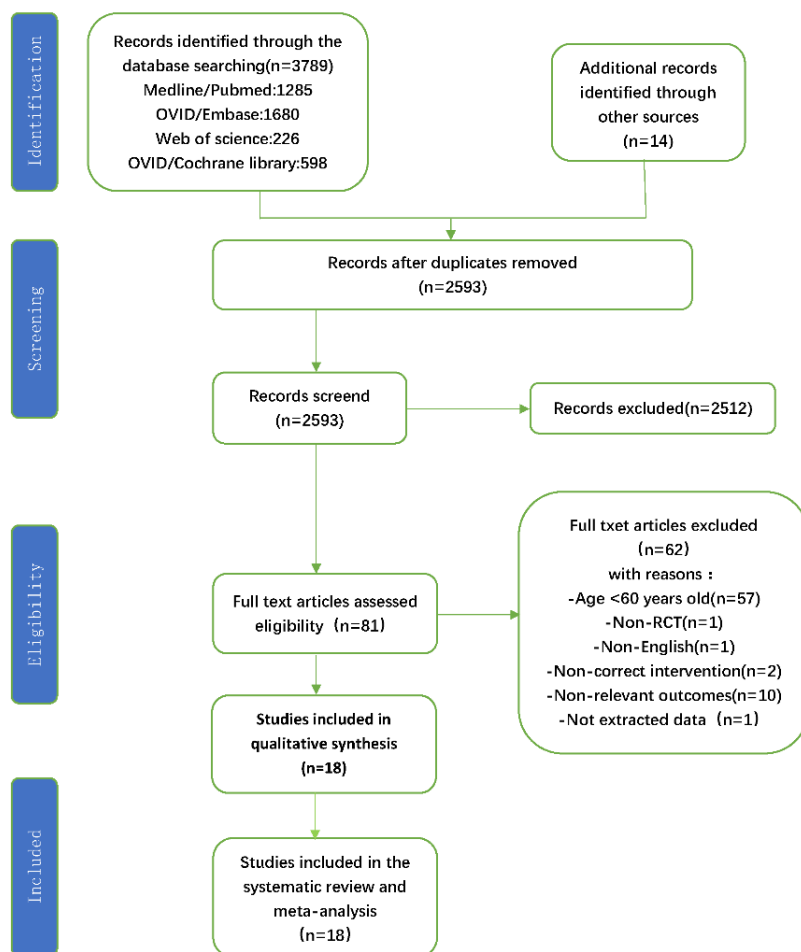 Identification
Records identified through the
database searching(n=3789)
Medline/Pubmed:1285
OVID/Embase:1680
Web of science:226
OVID/Cochrane library:598
Additional records
identified through
other sources
(n=14)
Screening
Records after duplicates removed
(n=2593)
Records screend
(n=2593)
Records excluded(n=2512)
Eligibility
Full text articles assessed
eligibility（n=81）
Full txet articles excluded
(n=62)
with reasons：
-Age <60 years old(n=57)
-Non-RCT(n=1)
-Non-English(n=1)
-Non-correct intervention(n=2)
-Non-relevant outcomes(n=10)
-Not extracted data（n=1）
Studies included in
qualitative synthesis
(n=18)
Included
Studies included in the
systematic review and
meta-analysis
(n=18)